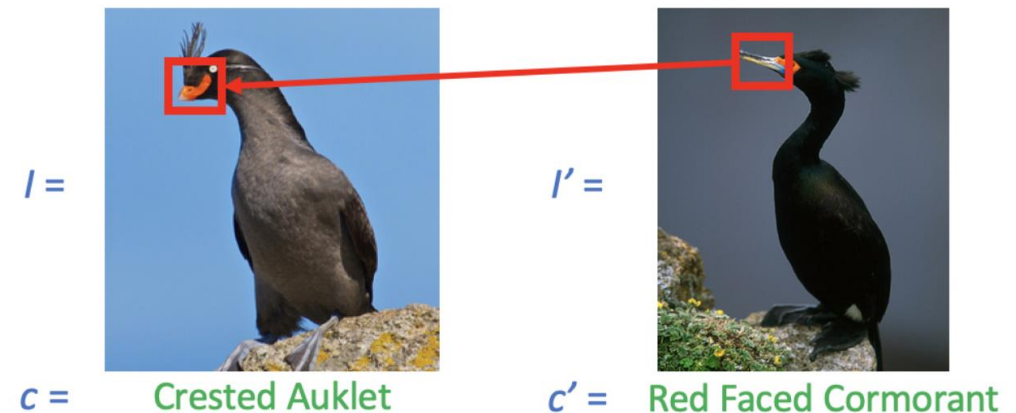 I =
I' =
c = Crested Auklet
c' = Red Faced Cormorant